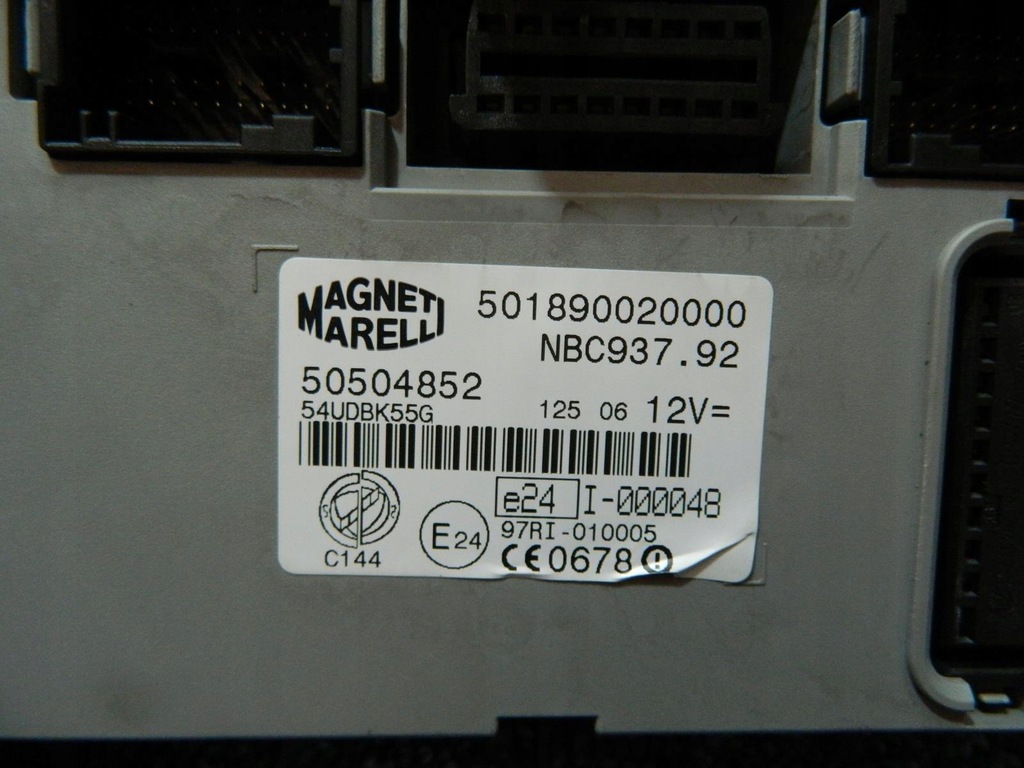 MAGNETI
MARELLI
501890020000
NBC937.92
50504852
54UDBK55G
125 06 12V=
e24 I-000048
E24
97RI-010005
C144
CE0678